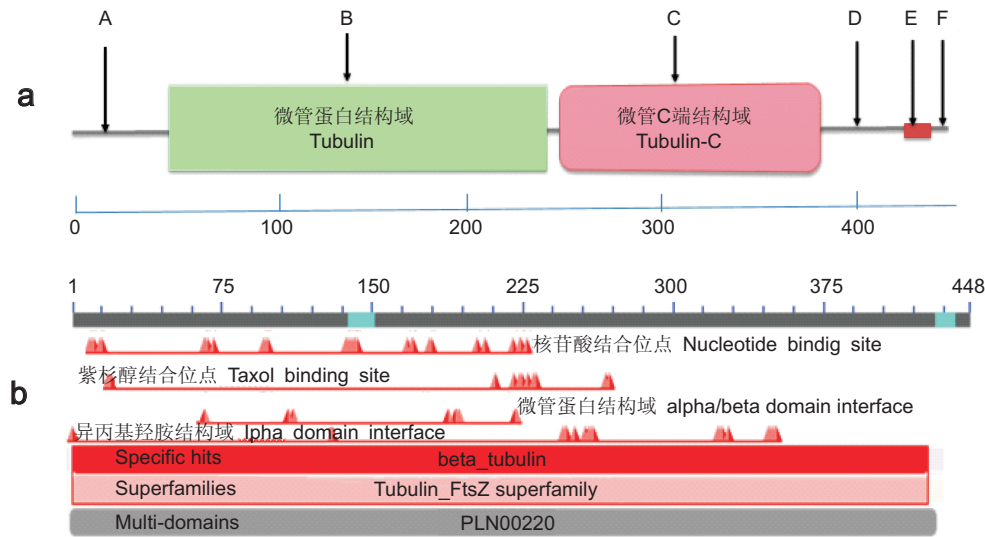 A B C D E F
a
微管蛋白结构域
Tubulin
微管C端结构域
Tubulin-C
0 100 200 300 400
1 75 150 225 300 375 448
核苷酸结合位点 Nucleotide bindig site
紫杉醇结合位点 Taxol binding site
b
微管蛋白结构域 alpha/beta domain interface
异丙基羟胺结构域 lpha domain interface
Specific hits beta_tubulin
Superfamilies Tubulin_FtsZ superfamily
Multi-domains PLN00220